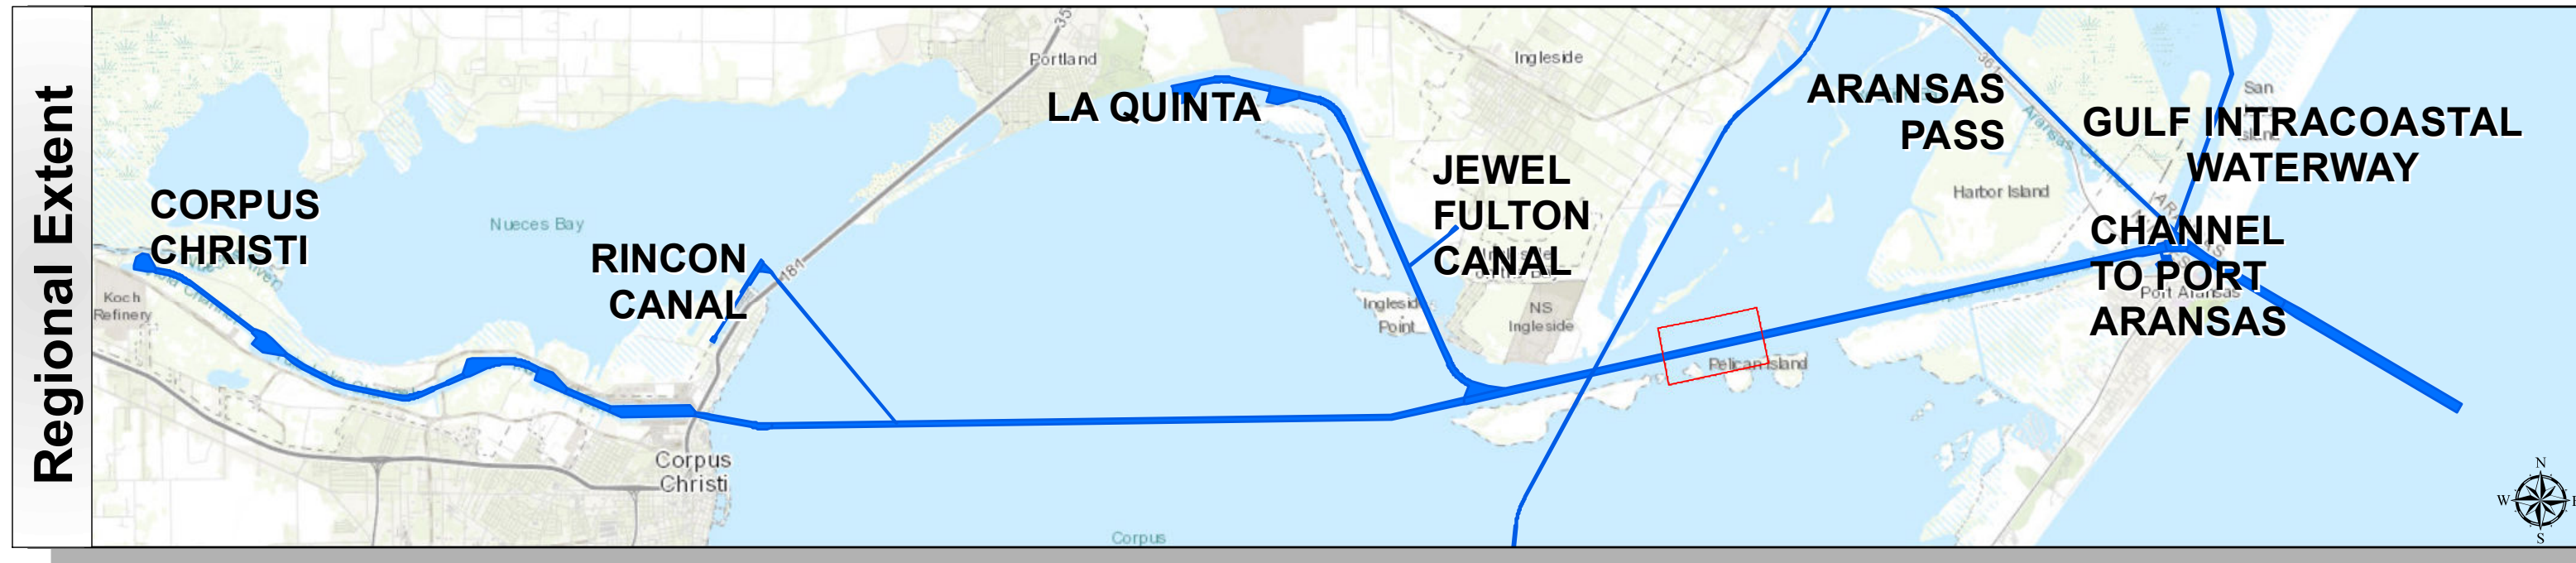 Regional Extent
CORPUS
CHRISTI
Koch
Refinery
Nueces Bay
RINCON
CANAL
181
Corpus
Christi
Portland
35
LA QUINTA
Ingleside
JEWEL
FULTON
CANAL
Ingleside
Point
NS
Ingleside
Corpus
ARANSAS
PASS
361
Harbor Island
Pelican Island
San
GULF INTRACOASTAL
WATERWAY
CHANNEL
TO PORT
ARANSAS
Port Aransas
N
W
S